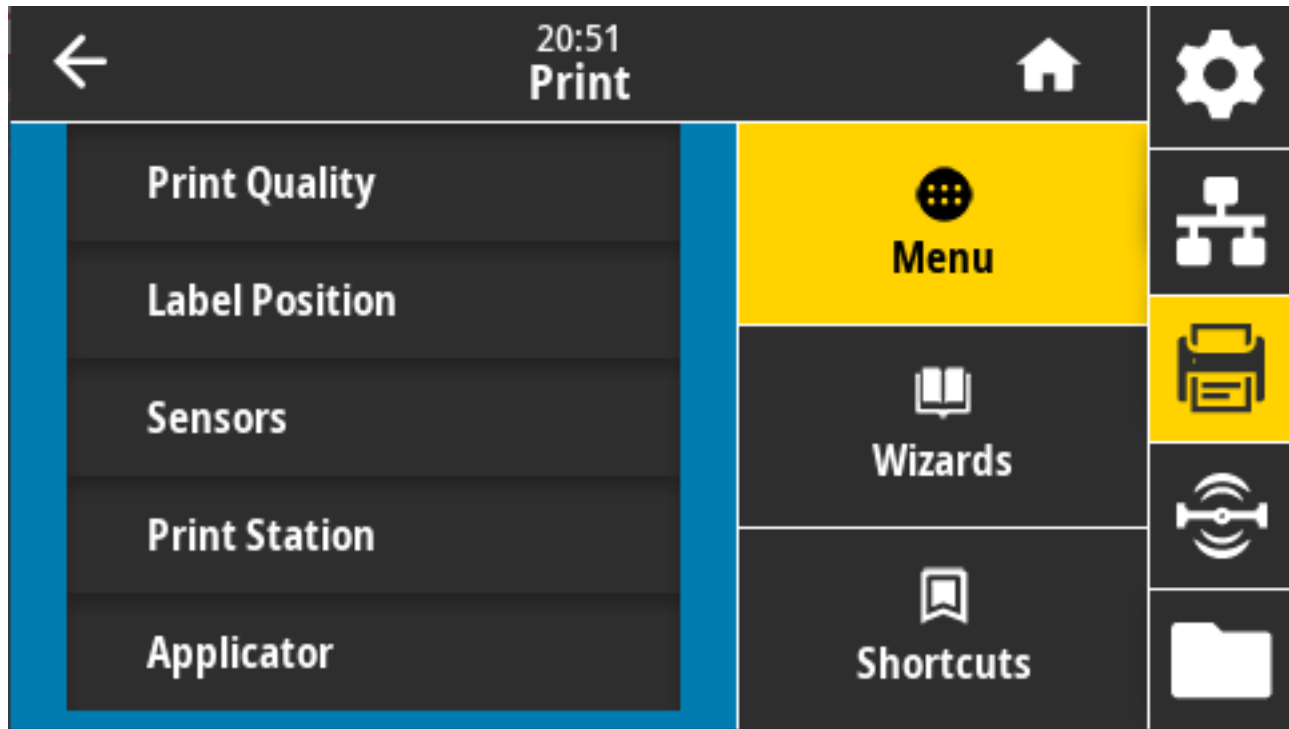 20:51
Print
Print Quality
Label Position
Sensors
Print Station
Applicator
Menu
Wizards
Shortcuts